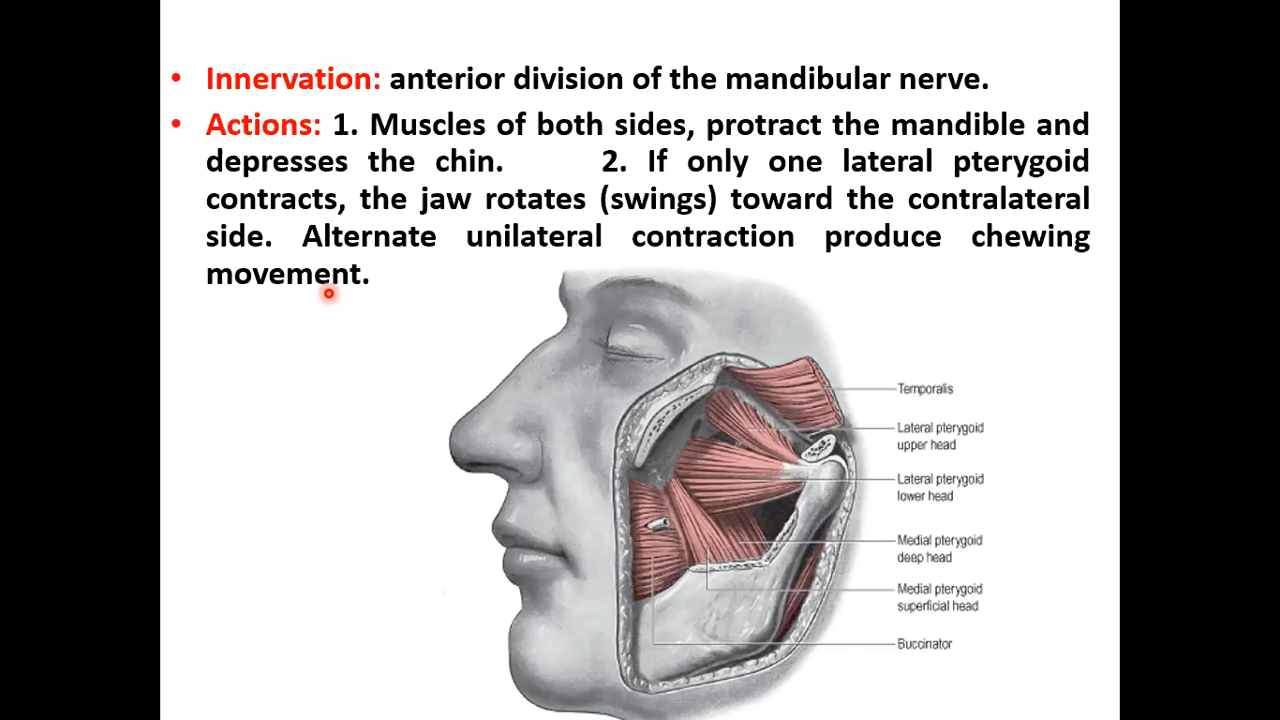 • Innervation: anterior division of the mandibular nerve.
• Actions: 1. Muscles of both sides, protract the mandible and
depresses the chin. 2. If only one lateral pterygoid
contracts, the jaw rotates (swings) toward the contralateral
side. Alternate unilateral contraction produce chewing
movement.
Temporalis
Lateral pterygoid
upper head
Lateral pterygoid
lower head
Medial pterygoid
deep head
Medial pterygoid
superficial head
Buccinator